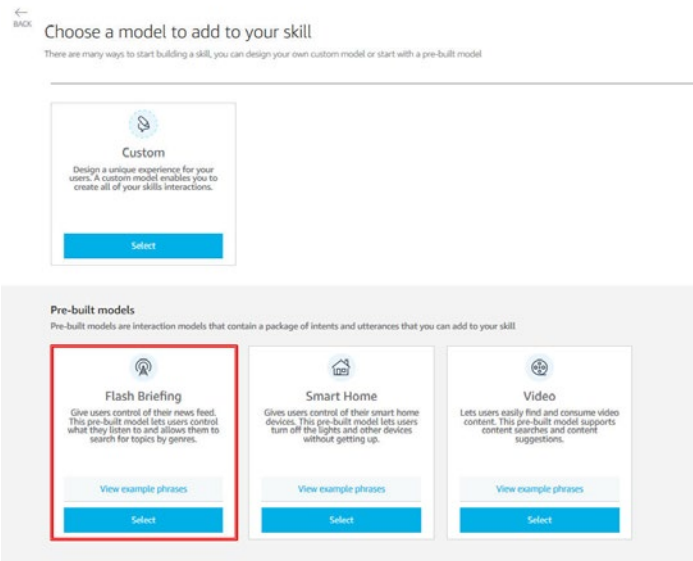 BACK
Choose a model to add to your skill
There are many ways to start building a skill, you can design your own custom model or start with a pre-built model
Custom
Design a unique experience for your
users. A custom model enables you to
create all of your skills interactions.
Select
Pre-built models
Pre-built models are interaction models that contain a package of intents and utterances that you can add to your skill
Flash Briefing
Give users control of their news feed.
This pre-built model lets users control
what they listen to and allows them to
search for topics by genres.
View example phrases
Select
Smart Home
Gives users control of their smart home
devices. This pre-built model lets users
turn off the lights and other devices
without getting up.
View example phrases
Select
Video
Lets users easily find and consume video
content. This pre-built model supports
content searches and content
suggestions.
View example phrases
Select